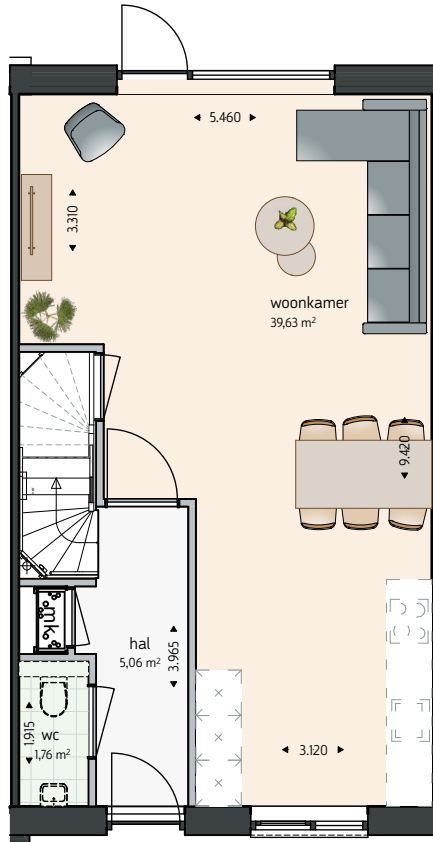 5.460
3.310
woonkamer
39,63 m²
9.420
mk
hal
5,06 m²
3.965
1.915
wc
1,76 m²
3.120